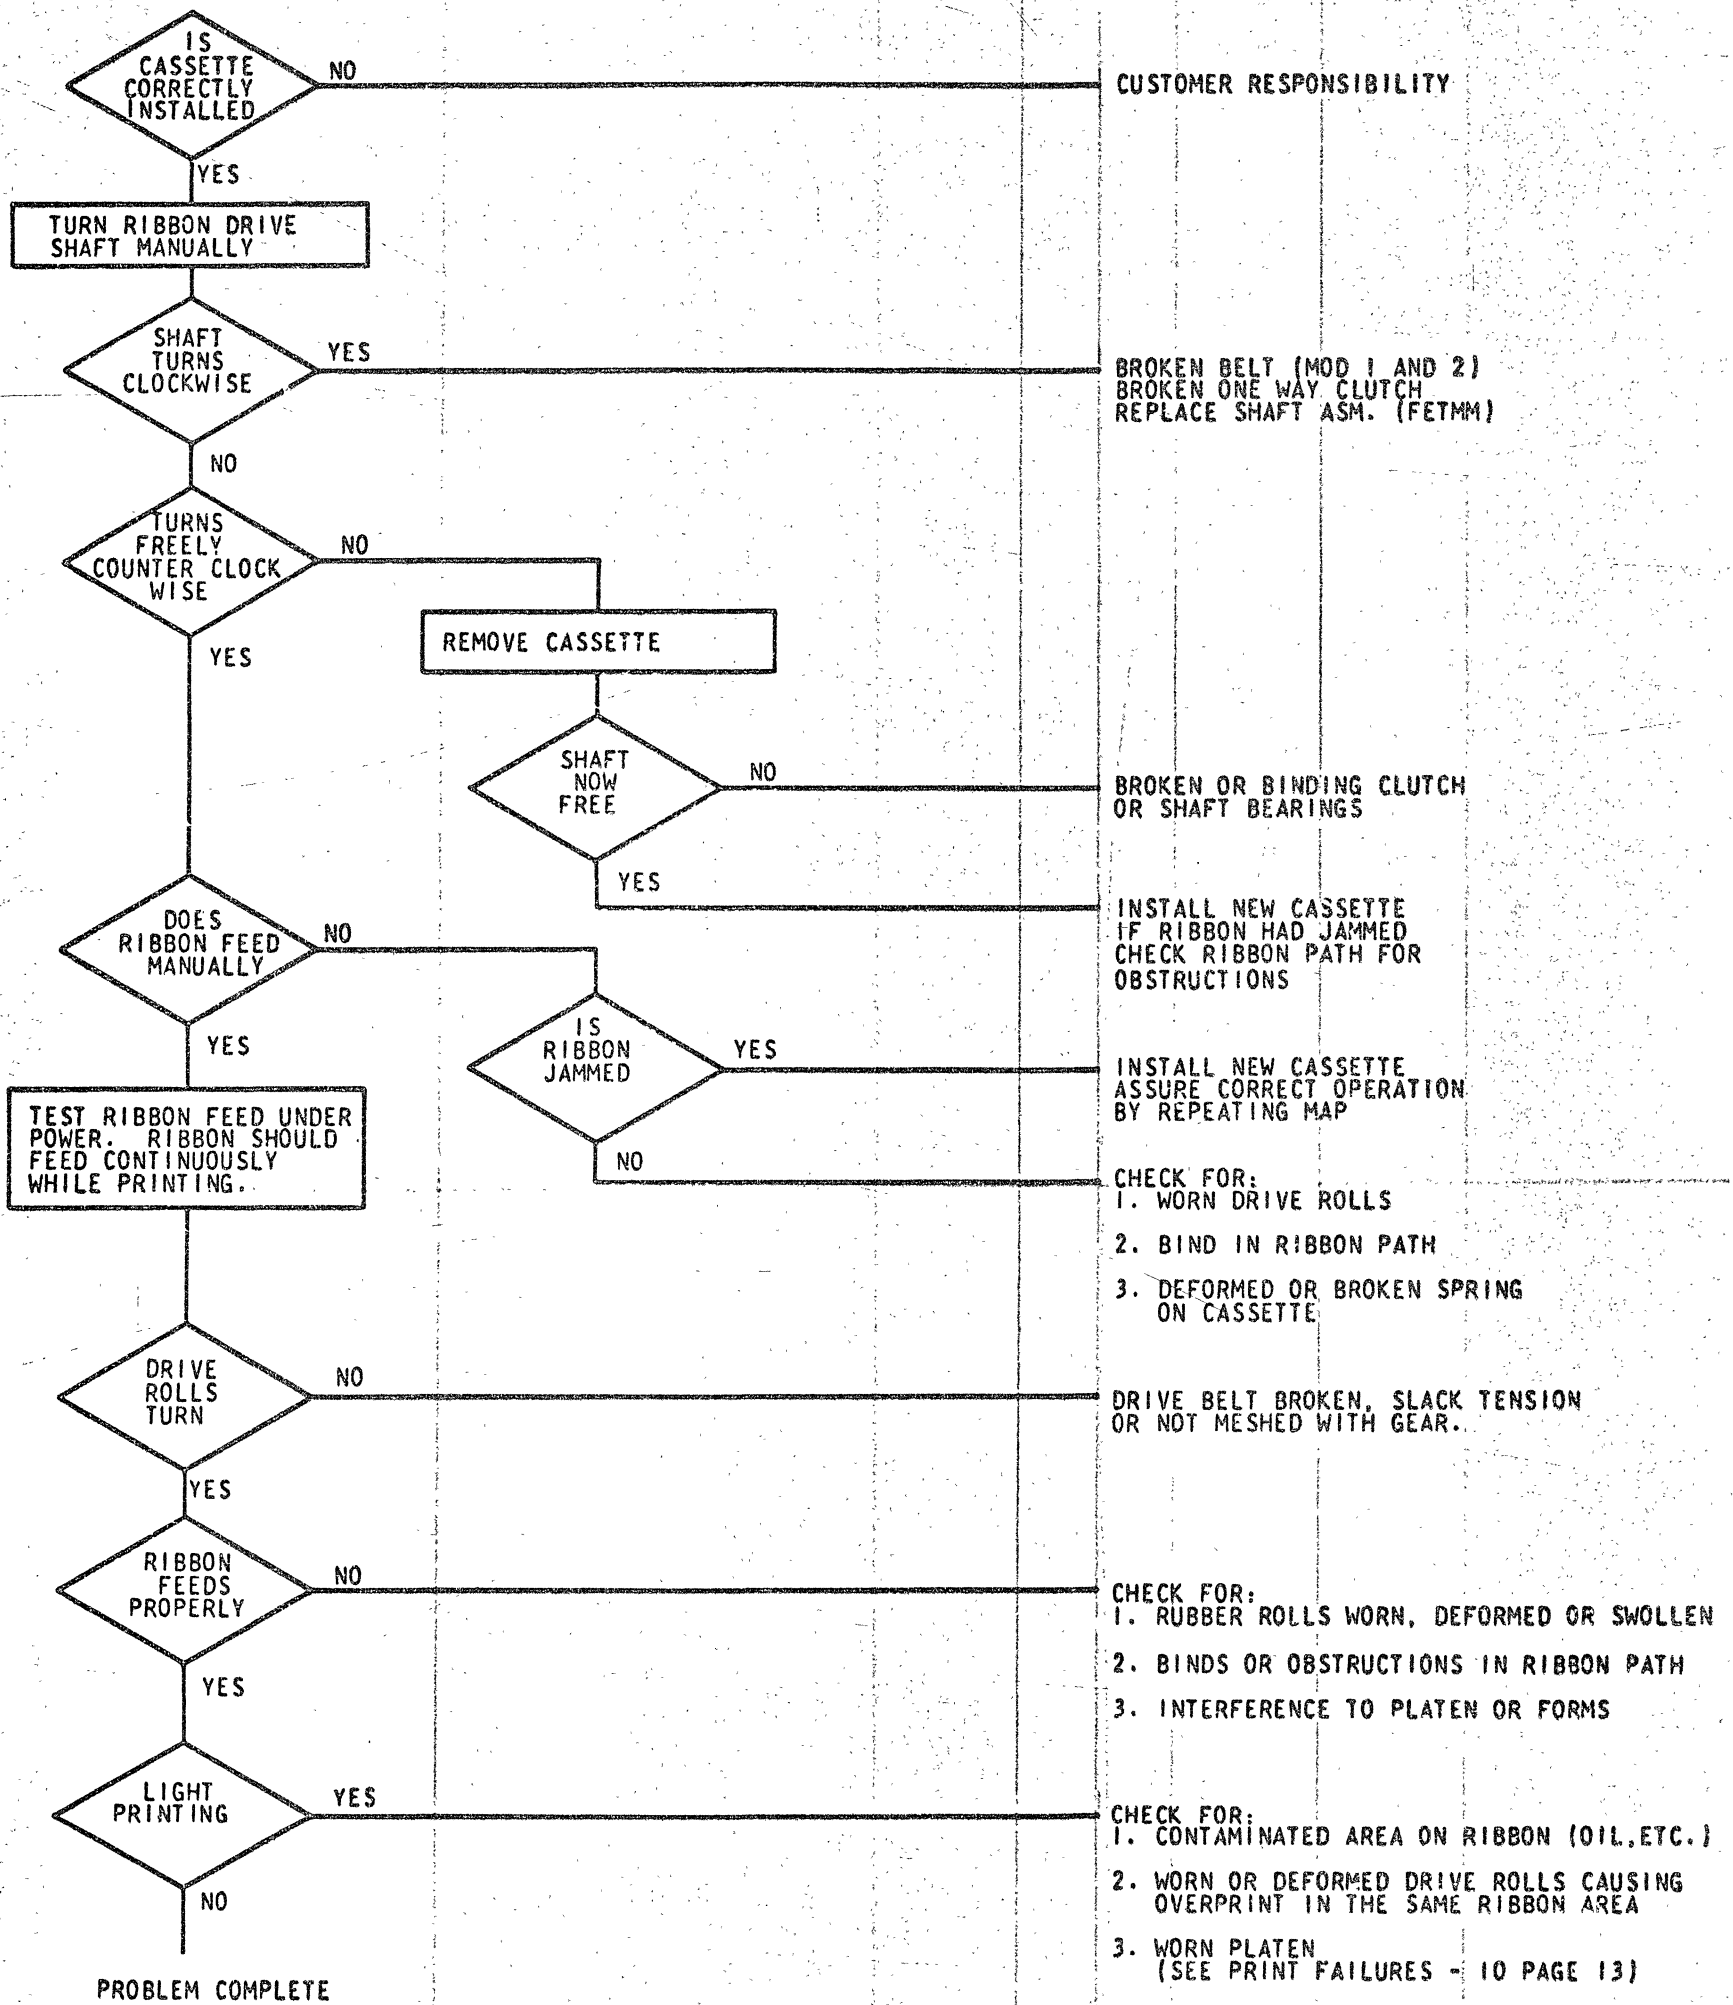 IS
CASSETTE
CORRECTLY
INSTALLED
NO
CUSTOMER RESPONSIBILITY
YES
TURN RIBBON DRIVE
SHAFT MANUALLY
SHAFT
TURNS
CLOCKWISE
YES
BROKEN BELT (MOD 1 AND 2)
BROKEN ONE WAY CLUTCH
REPLACE SHAFT ASM. (FETMM)
NO
TURNS
FREELY
COUNTER CLOCK
WISE
NO
YES
REMOVE CASSETTE
SHAFT
NOW
FREE
NO
BROKEN OR BINDING CLUTCH
OR SHAFT BEARINGS
YES
INSTALL NEW CASSETTE
IF RIBBON HAD JAMMED
CHECK RIBBON PATH FOR
OBSTRUCTIONS
DOES
RIBBON FEED
MANUALLY
NO
YES
IS
RIBBON
JAMMED
YES
INSTALL NEW CASSETTE
ASSURE CORRECT OPERATION
BY REPEATING MAP
NO
CHECK FOR:
1. WORN DRIVE ROLLS
2. BIND IN RIBBON PATH
3. DEFORMED OR BROKEN SPRING
ON CASSETTE
TEST RIBBON FEED UNDER
POWER. RIBBON SHOULD
FEED CONTINUOUSLY
WHILE PRINTING.
DRIVE
ROLLS
TURN
NO
DRIVE BELT BROKEN, SLACK TENSION
OR NOT MESHED WITH GEAR.
YES
RIBBON
FEEDS
PROPERLY
NO
CHECK FOR:
1. RUBBER ROLLS WORN, DEFORMED OR SWOLLEN
2. BINDS OR OBSTRUCTIONS IN RIBBON PATH
3. INTERFERENCE TO PLATEN OR FORMS
YES
LIGHT
PRINTING
YES
CHECK FOR:
1. CONTAMINATED AREA ON RIBBON (OIL,ETC.)
2. WORN OR DEFORMED DRIVE ROLLS CAUSING
OVERPRINT IN THE SAME RIBBON AREA
3. WORN PLATEN
(SEE PRINT FAILURES - 10 PAGE 13)
NO
PROBLEM COMPLETE